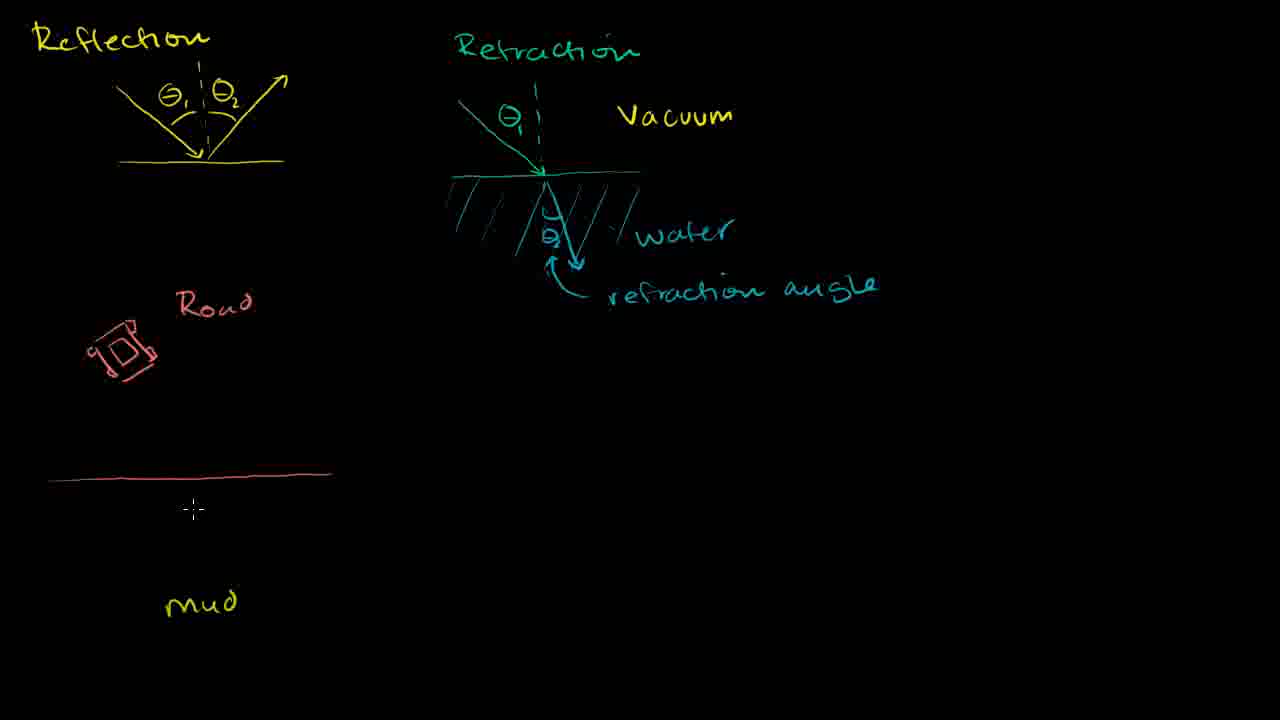 Reflection
θ₁ θ₂
Refraction
θ₁
Vacuum
θ₂
water
refraction angle
Road
mud